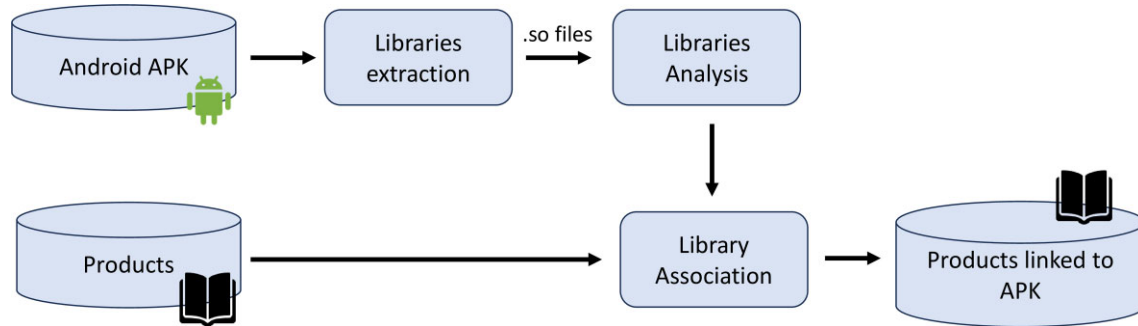 Android APK
Libraries
extraction
.so files
Libraries
Analysis
Products
Library
Association
Products linked to
APK